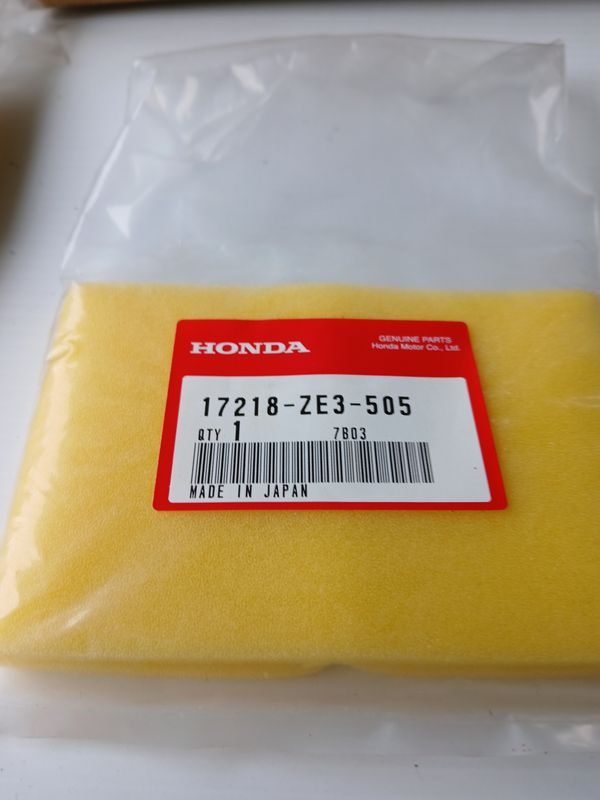 HONDA
GENUINE PARTS
Honda Motor Co., Ltd.
17218-ZE3-505
QTY 1 7B03
MADE IN JAPAN